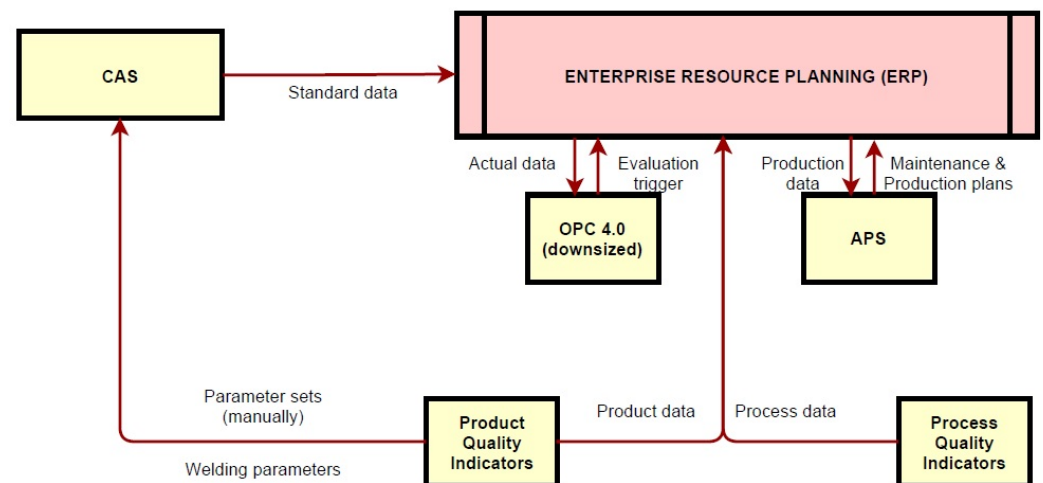 CAS
ENTERPRISE RESOURCE PLANNING (ERP)
Standard data
Actual data
Evaluation
trigger
Production
data
Maintenance &
Production plans
OPC 4.0
(downsized)
APS
Parameter sets
(manually)
Welding parameters
Product
Quality
Indicators
Product data
Process data
Process
Quality
Indicators